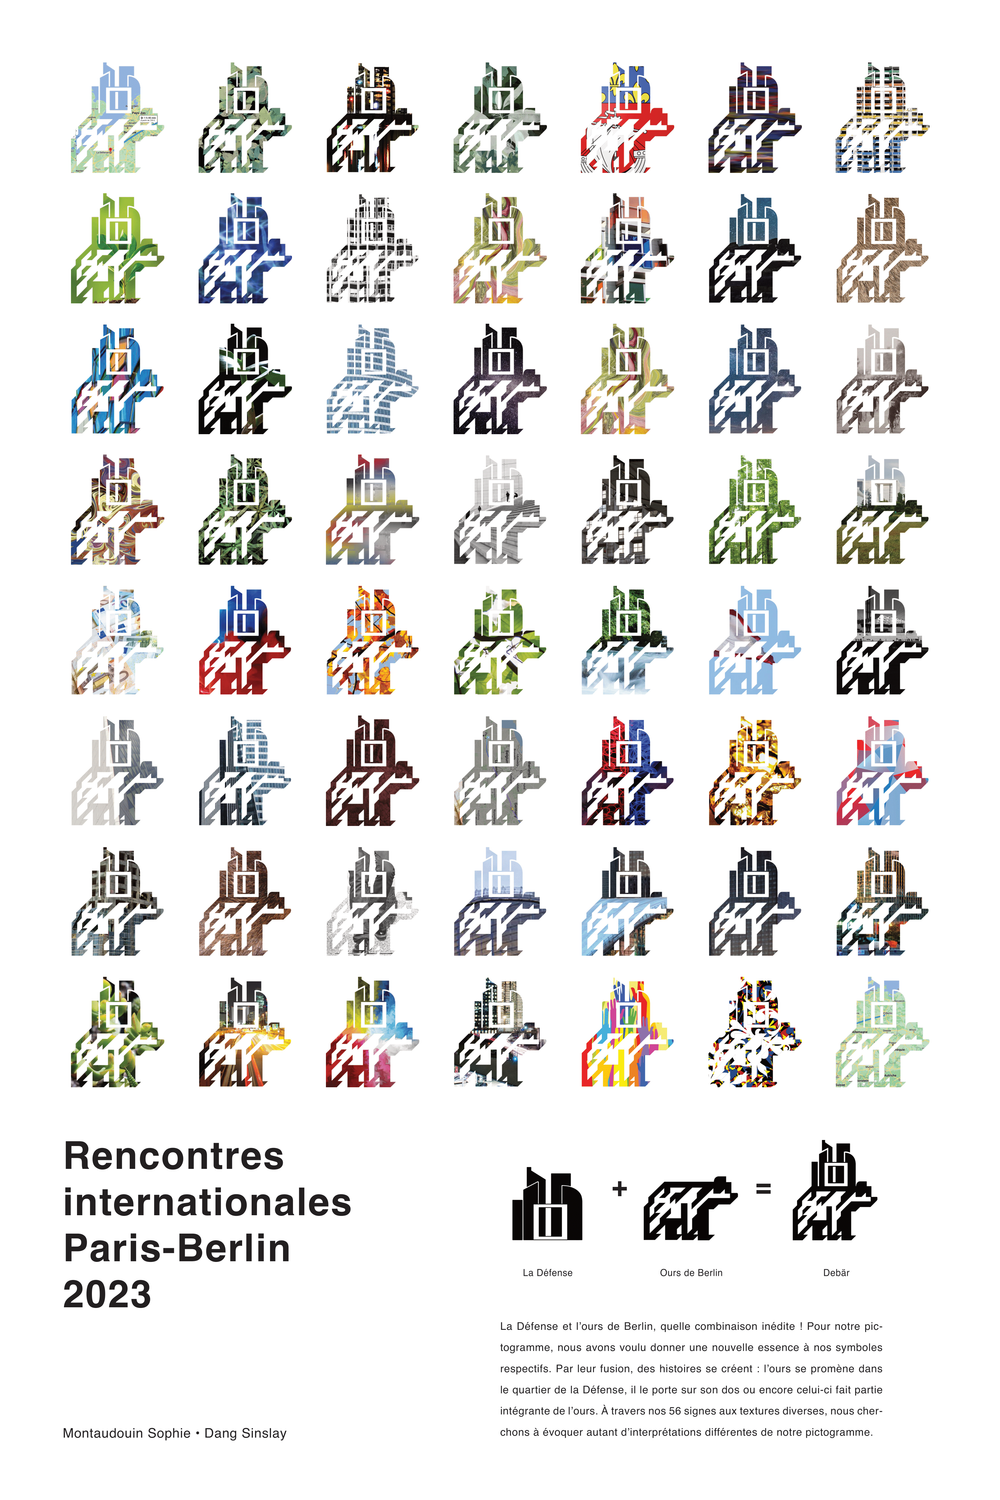 Rencontres
internationales
Paris-Berlin
2023
+
=
La Défense
Ours de Berlin
Debär
La Défense et l’ours de Berlin, quelle combinaison inédite ! Pour notre pic-
togramme, nous avons voulu donner une nouvelle essence à nos symboles
respectifs. Par leur fusion, des histoires se créent : l’ours se promène dans
le quartier de la Défense, il le porte sur son dos ou encore celui-ci fait partie
intégrante de l’ours. À travers nos 56 signes aux textures diverses, nous cher-
chons à évoquer autant d’interprétations différentes de notre pictogramme.
Montaudouin Sophie • Dang Sinslay